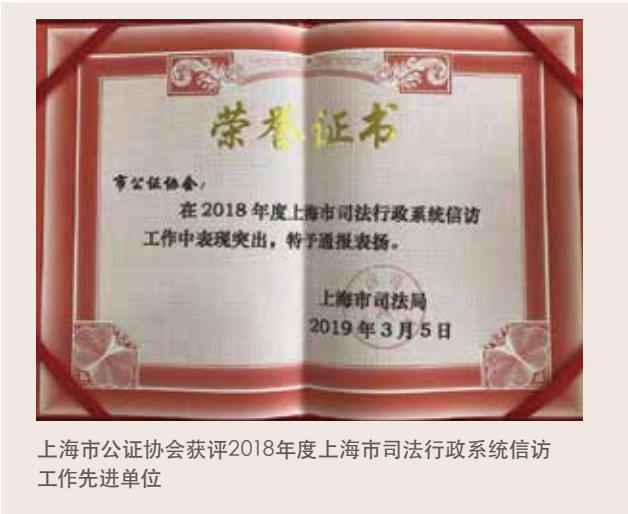 荣誉证书
市公证协会：
在2018年度上海市司法行政系统信访
工作中表现突出，特予通报表扬。
上海市司法局
2019年3月5日
上海市公证协会获评2018年度上海市司法行政系统信访
工作先进单位